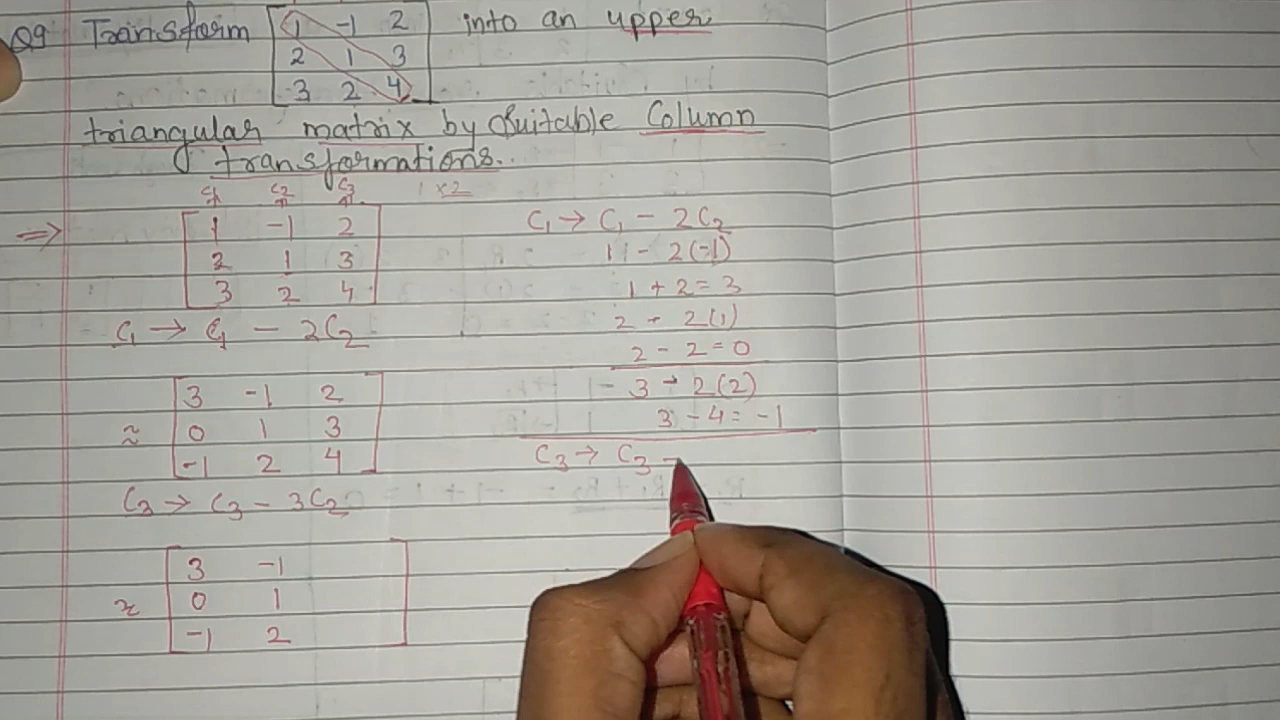 Q9 Transform [1 -1 2 into an upper
2 1 3
3 2 4]
triangular matrix by Suitable Column
transformations.
C1 C2 C3 1 x2
⇒ [1 -1 2
2 1 3
3 2 4]
C1 → C1 - 2C2
≈ [3 -1 2
0 1 3
-1 2 4]
C3 → C3 - 3C2
≈ [3 -1
0 1
-1 2]
C1 → C1 - 2C2
1 - 2(-1)
1 + 2 = 3
2 - 2(1)
2 - 2 = 0
3 - 2(2)
3 - 4 = -1
C3 → C3 -